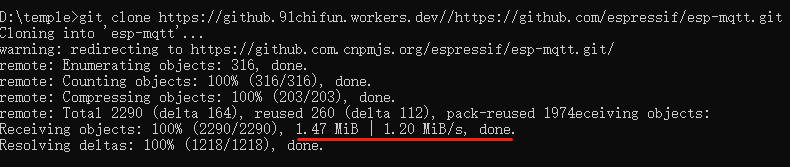 D:\temple>git clone https://github.91chifun.workers.dev//https://github.com/espressif/esp-mqtt.git
Cloning into 'esp-mqtt'...
warning: redirecting to https://github.com.cnpmjs.org/espressif/esp-mqtt.git/
remote: Enumerating objects: 316, done.
remote: Counting objects: 100% (316/316), done.
remote: Compressing objects: 100% (203/203), done.
remote: Total 2290 (delta 164), reused 260 (delta 112), pack-reused 1974eceiving objects:
Receiving objects: 100% (2290/2290), 1.47 MiB | 1.20 MiB/s, done.
Resolving deltas: 100% (1218/1218), done.